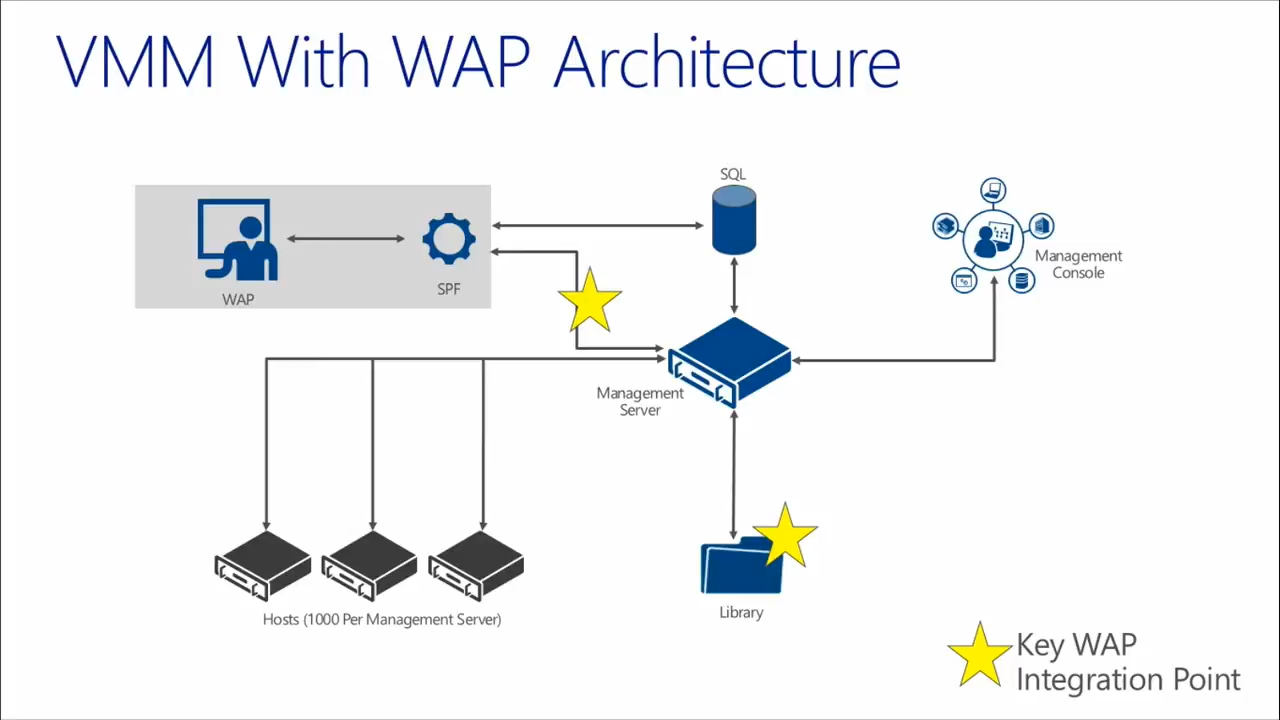 VMM With WAP Architecture
SQL
WAP
SPF
Management
Console
Management
Server
Hosts (1000 Per Management Server)
Library
Key WAP
Integration Point